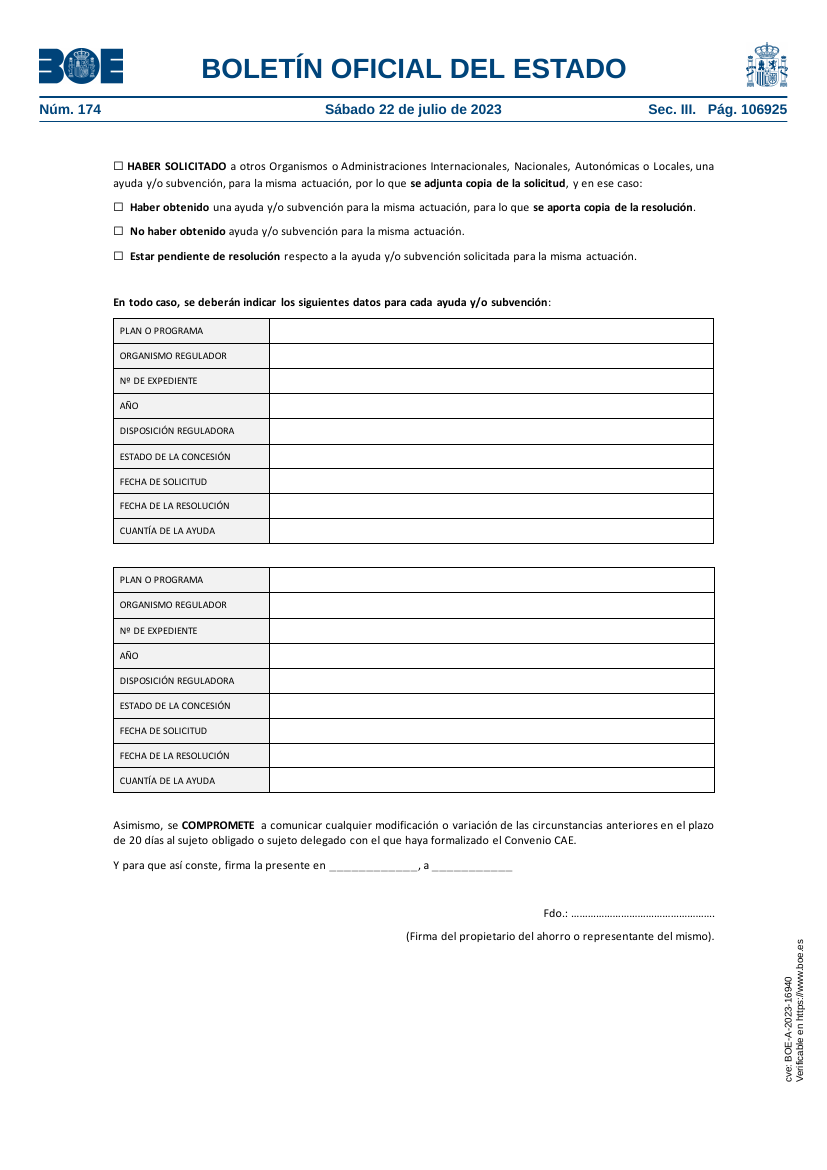 BOE
BOLETÍN OFICIAL DEL ESTADO
Núm. 174
Sábado 22 de julio de 2023
Sec. III. Pág. 106925
☐ HABER SOLICITADO a otros Organismos o Administraciones Internacionales, Nacionales, Autonómicas o Locales, una
ayuda y/o subvención, para la misma actuación, por lo que se adjunta copia de la solicitud, y en ese caso:
☐ Haber obtenido una ayuda y/o subvención para la misma actuación, para lo que se aporta copia de la resolución.
☐ No haber obtenido ayuda y/o subvención para la misma actuación.
☐ Estar pendiente de resolución respecto a la ayuda y/o subvención solicitada para la misma actuación.
En todo caso, se deberán indicar los siguientes datos para cada ayuda y/o subvención:
PLAN O PROGRAMA
ORGANISMO REGULADOR
Nº DE EXPEDIENTE
AÑO
DISPOSICIÓN REGULADORA
ESTADO DE LA CONCESIÓN
FECHA DE SOLICITUD
FECHA DE LA RESOLUCIÓN
CUANTÍA DE LA AYUDA
PLAN O PROGRAMA
ORGANISMO REGULADOR
Nº DE EXPEDIENTE
AÑO
DISPOSICIÓN REGULADORA
ESTADO DE LA CONCESIÓN
FECHA DE SOLICITUD
FECHA DE LA RESOLUCIÓN
CUANTÍA DE LA AYUDA
Asimismo, se COMPROMETE a comunicar cualquier modificación o variación de las circunstancias anteriores en el plazo
de 20 días al sujeto obligado o sujeto delegado con el que haya formalizado el Convenio CAE.
Y para que así conste, firma la presente en _____________, a ___________
Fdo.: …………………………………………….
(Firma del propietario del ahorro o representante del mismo).
cve: BOE-A-2023-16940
Verificable en https://www.boe.es